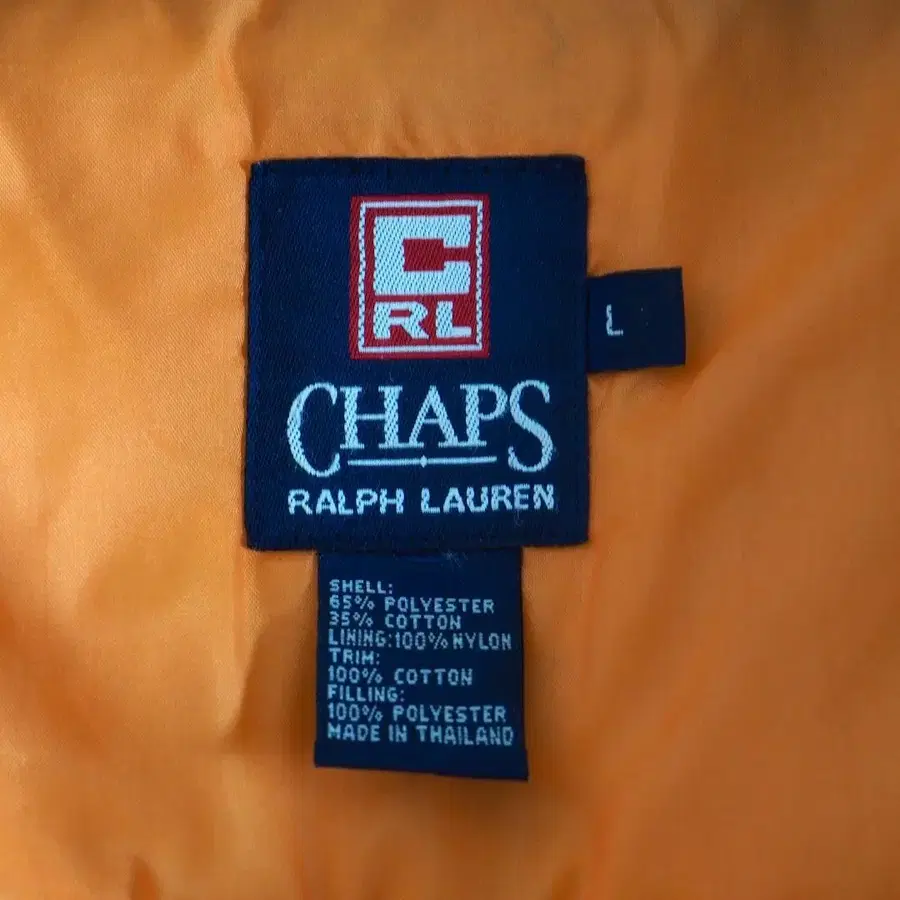 C
RL
L
CHAPS
RALPH LAUREN
SHELL:
65% POLYESTER
35% COTTON
LINING:100% NYLON
TRIM:
100% COTTON
FILLING:
100% POLYESTER
MADE IN THAILAND